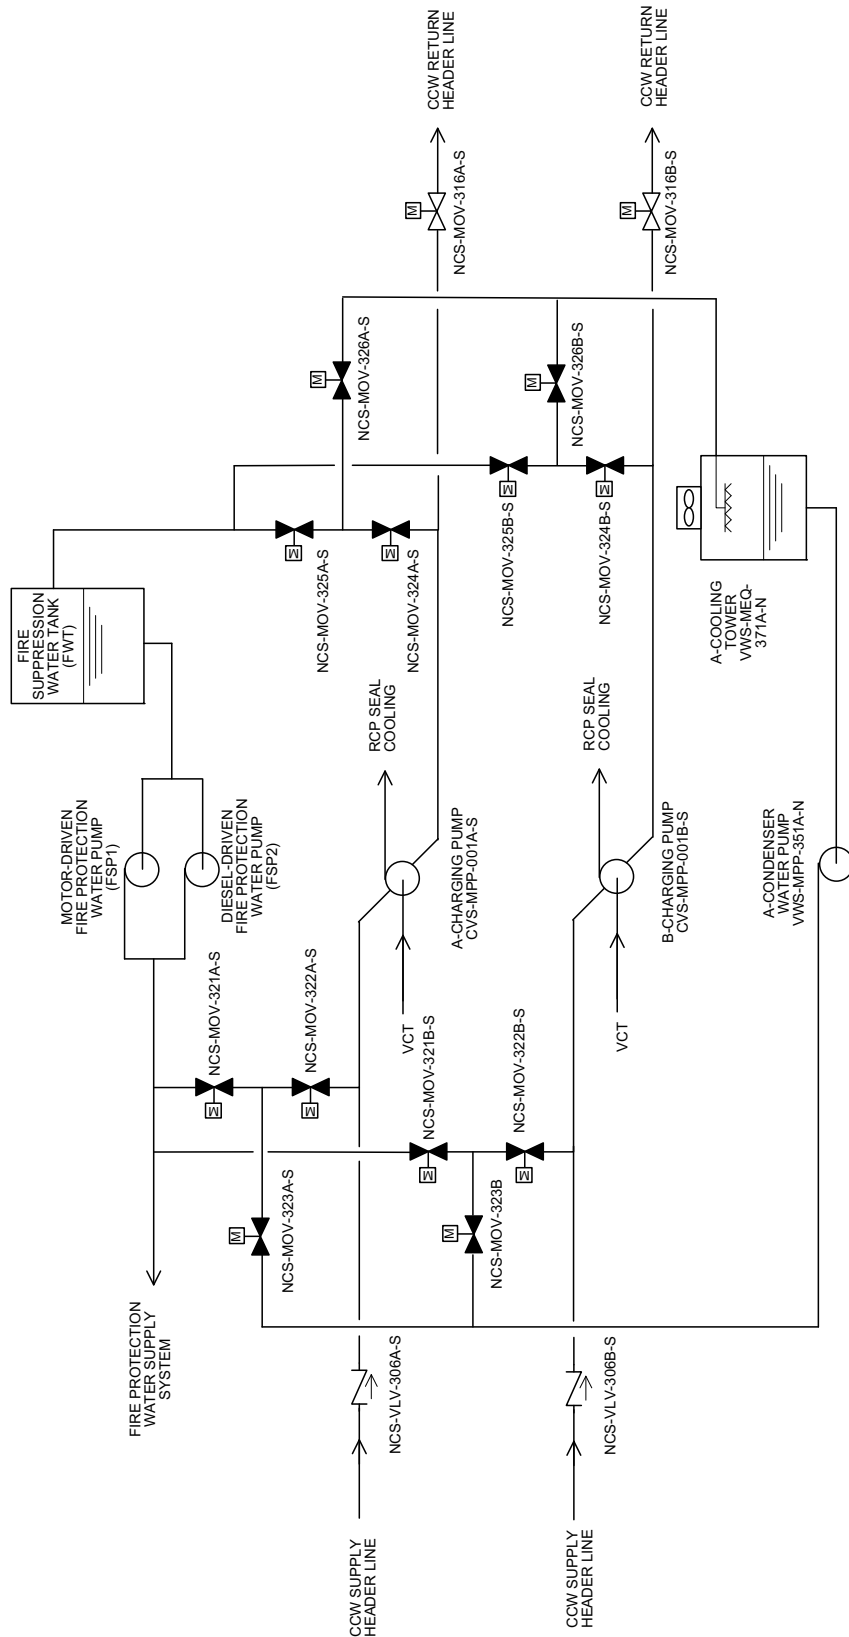 FIRE PROTECTION
WATER SUPPLY
SYSTEM
MOTOR-DRIVEN
FIRE PROTECTION
WATER PUMP
(FSP1)
DIESEL-DRIVEN
FIRE PROTECTION
WATER PUMP
(FSP2)
FIRE
SUPPRESSION
WATER TANK
(FWT)
M
NCS-MOV-321A-S
M
NCS-MOV-322A-S
M
NCS-MOV-323A-S
M
NCS-MOV-325A-S
M
NCS-MOV-324A-S
M
NCS-MOV-326A-S
CCW SUPPLY
HEADER LINE
NCS-VLV-306A-S
VCT
A-CHARGING PUMP
CVS-MPP-001A-S
RCP SEAL
COOLING
M
NCS-MOV-316A-S
CCW RETURN
HEADER LINE
M
NCS-MOV-321B-S
M
NCS-MOV-322B-S
M
NCS-MOV-323B
M
NCS-MOV-325B-S
M
NCS-MOV-324B-S
M
NCS-MOV-326B-S
CCW SUPPLY
HEADER LINE
NCS-VLV-306B-S
VCT
B-CHARGING PUMP
CVS-MPP-001B-S
RCP SEAL
COOLING
M
NCS-MOV-316B-S
CCW RETURN
HEADER LINE
A-CONDENSER
WATER PUMP
VWS-MPP-351A-N
A-COOLING
TOWER
VWS-MEQ-
371A-N